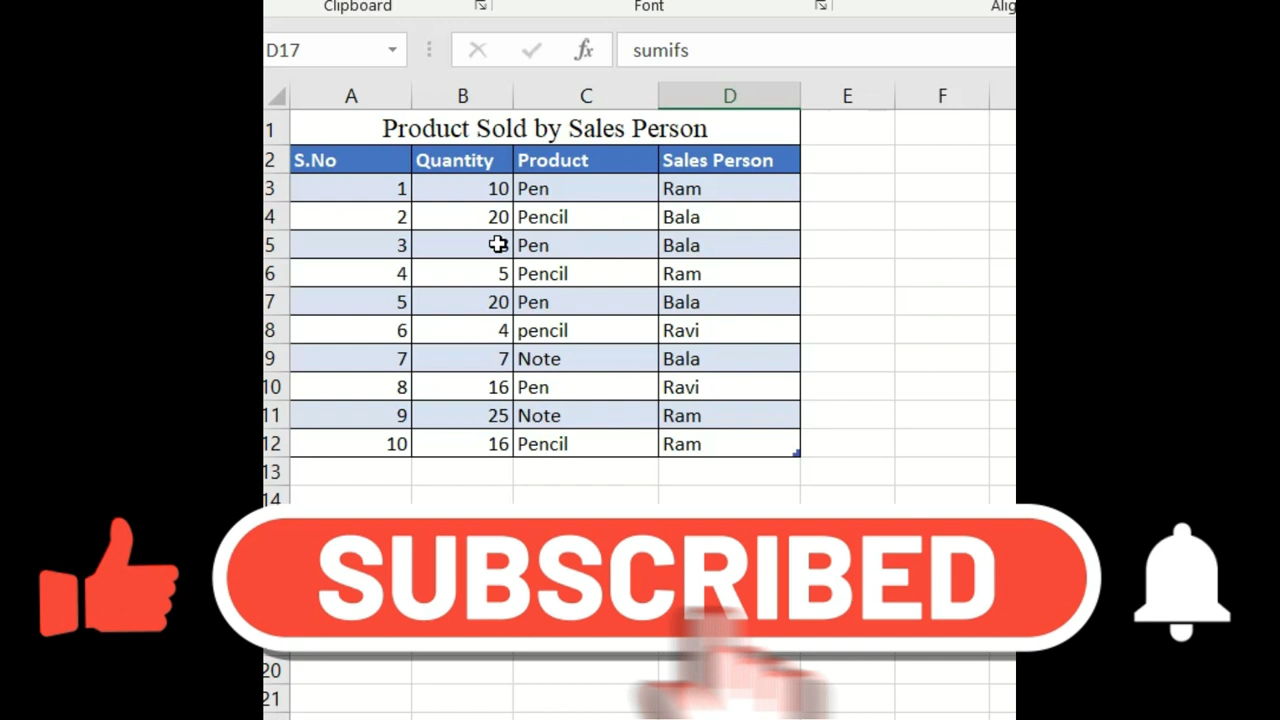 Clipboard Font
D17 fx sumifs
A B C D E F
1 Product Sold by Sales Person
2 S.No Quantity Product Sales Person
3 1 10 Pen Ram
4 2 20 Pencil Bala
5 3 Pen Bala
6 4 5 Pencil Ram
7 5 20 Pen Bala
8 6 4 pencil Ravi
9 7 7 Note Bala
10 8 16 Pen Ravi
11 9 25 Note Ram
12 10 16 Pencil Ram
13
14
SUBSCRIBED
20
21